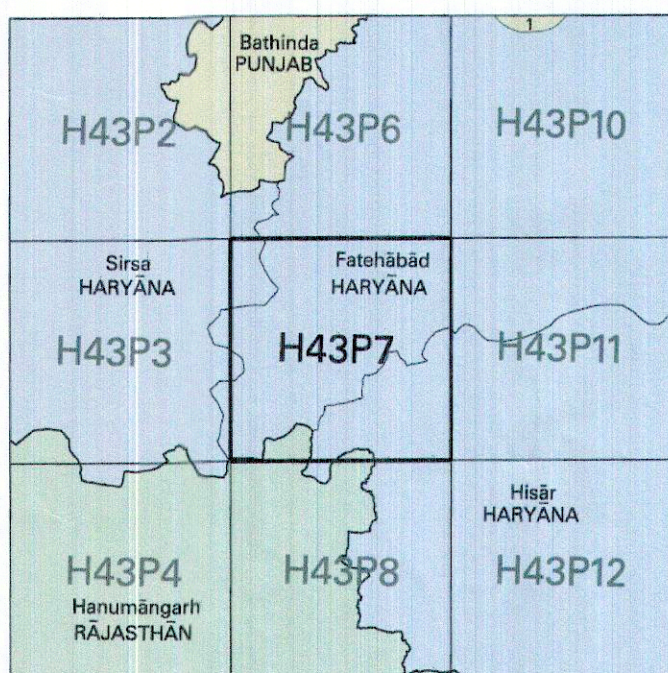 1
Bathinda
PUNJAB
H43P2
H43P6
H43P10
Sirsa
HARYĀNA
Fatehābād
HARYĀNA
H43P3
H43P7
H43P11
Hisār
HARYĀNA
H43P4
H43P8
H43P12
Hanumāngarh
RĀJASTHĀN